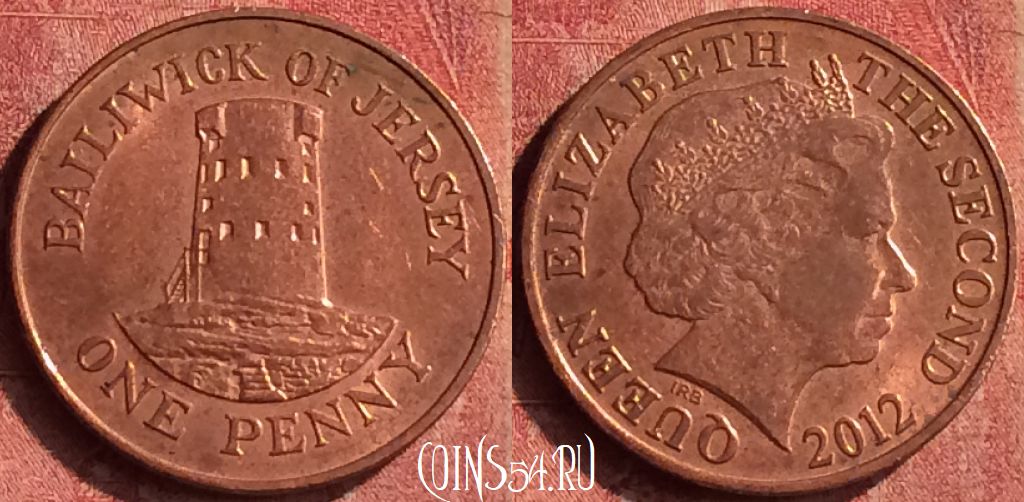 BAILIWICK OF JERSEY
ONE PENNY
QUEEN ELIZABETH THE SECOND
2012
IRB
COINS54.RU